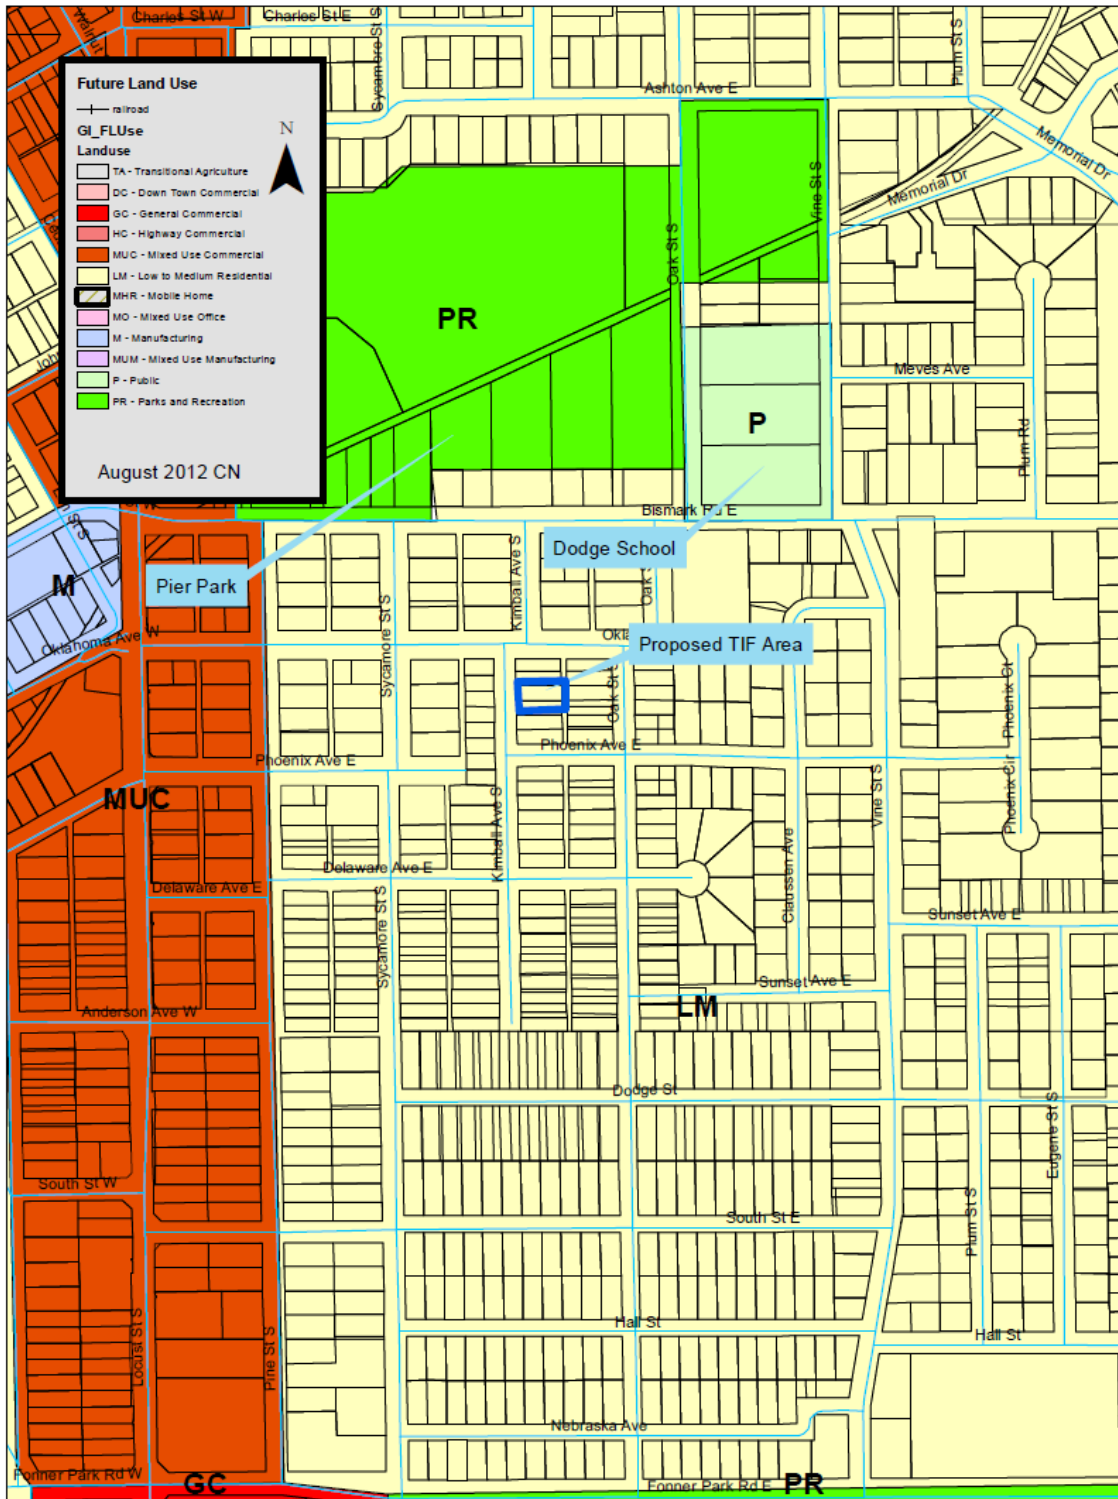 Charles St W
Charles St E
Walnut
Sycamore St S
Plum St S
Ashton Ave E
Future Land Use
railroad
GI_FLUse
Landuse
N
TA - Transitional Agriculture
DC - Down Town Commercial
GC - General Commercial
HC - Highway Commercial
MUC - Mixed Use Commercial
LM - Low to Medium Residential
MHR - Mobile Home
MO - Mixed Use Office
M - Manufacturing
MUM - Mixed Use Manufacturing
P - Public
PR - Parks and Recreation
August 2012 CN
Memorial Dr
Memorial Dr
Vine St S
Oak St S
PR
Meves Ave
P
Plum Rd
Bismark Rd E
Dodge School
Pier Park
M
Kimball Ave S
Oak S
Oklahoma Ave W
Okla
Proposed TIF Area
Sycamore St S
Oak St S
Phoenix Ct
Phoenix Ave E
Phoenix Ave E
MUC
Kimball Ave S
Vine St S
Phoenix Cir
Delaware Ave E
Delaware Ave E
Claussen Ave
Sunset Ave E
Sycamore St S
Sunset Ave E
Anderson Ave W
LM
Dodge St
Eugene St S
South St W
South St E
Plum St S
Hall St
Hall St
Locust St S
Pine St S
Nebraska Ave
Fonner Park Rd W
GC
Fonner Park Rd E
PR